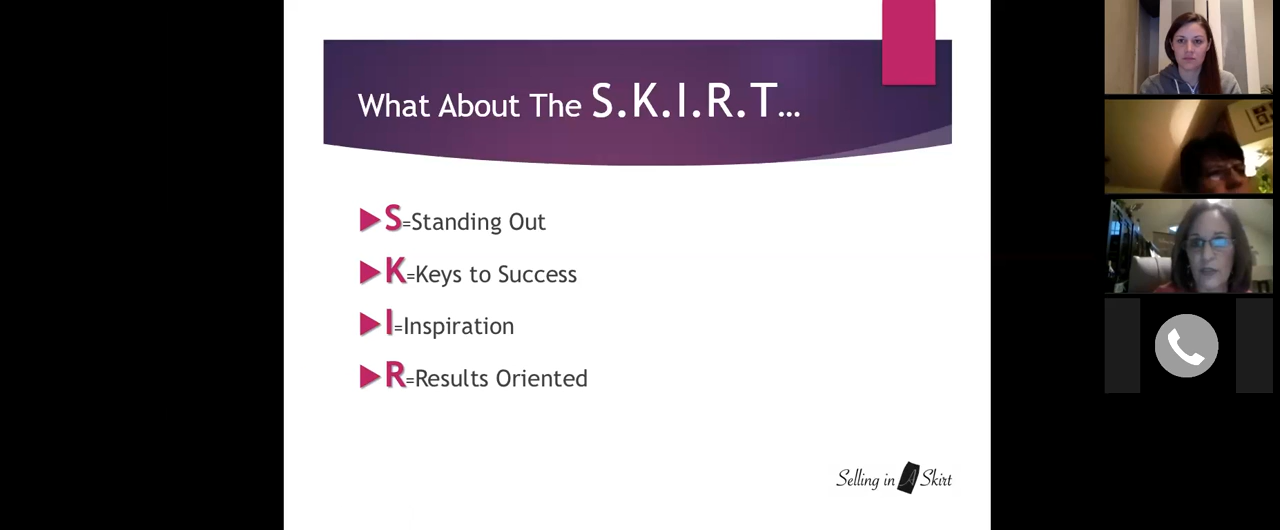 What About The S.K.I.R.T…
S=Standing Out
K=Keys to Success
I=Inspiration
R=Results Oriented
Selling in A Skirt